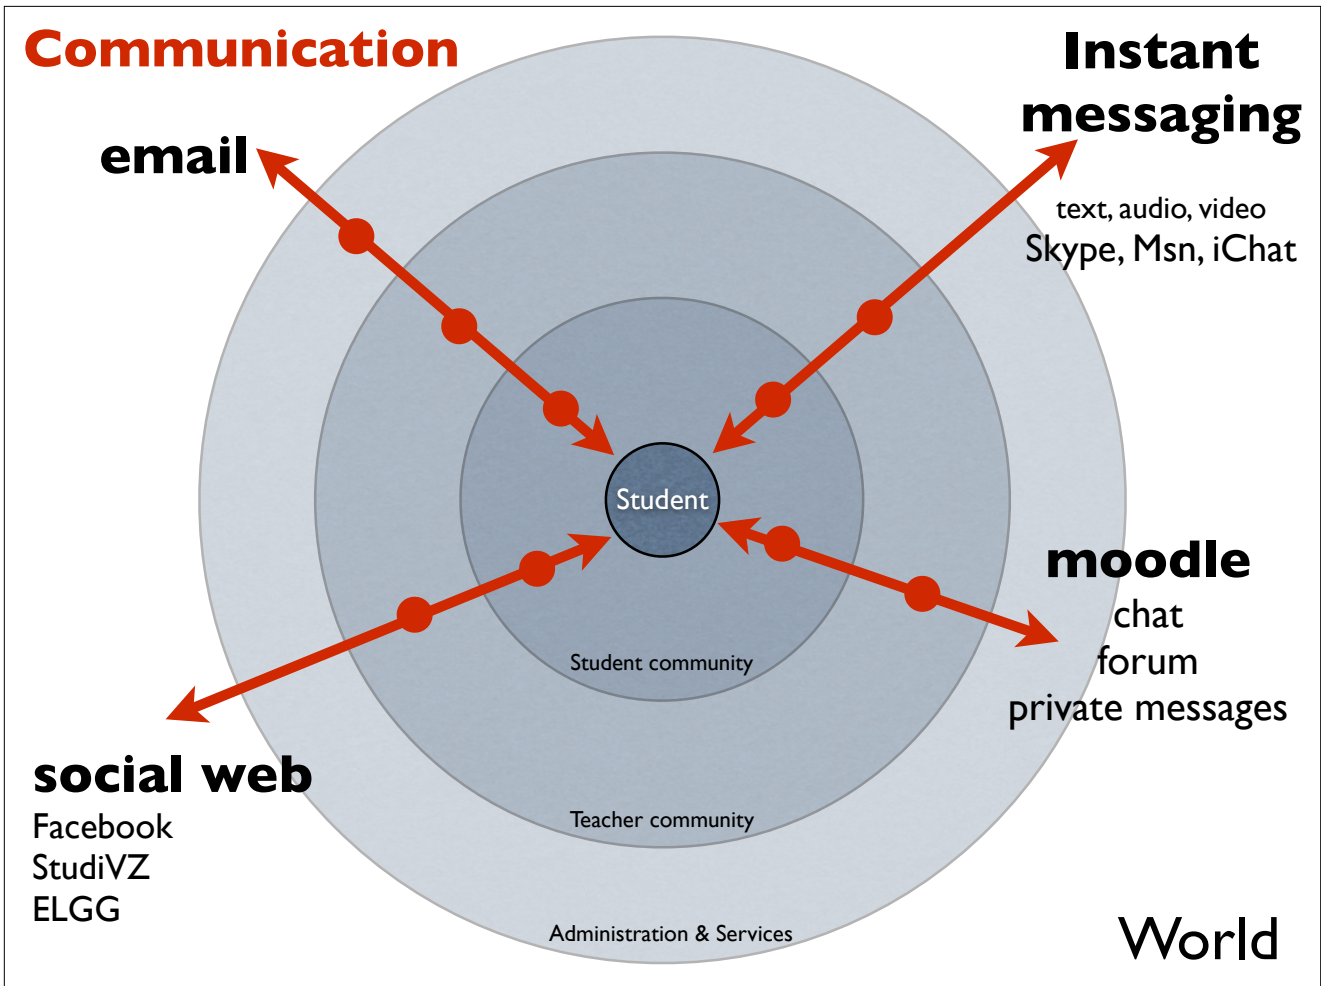 Communication
email
Instant
messaging
text, audio, video
Skype, Msn, iChat
Student
moodle
chat
forum
private messages
Student community
social web
Facebook
StudiVZ
ELGG
Teacher community
Administration & Services
World